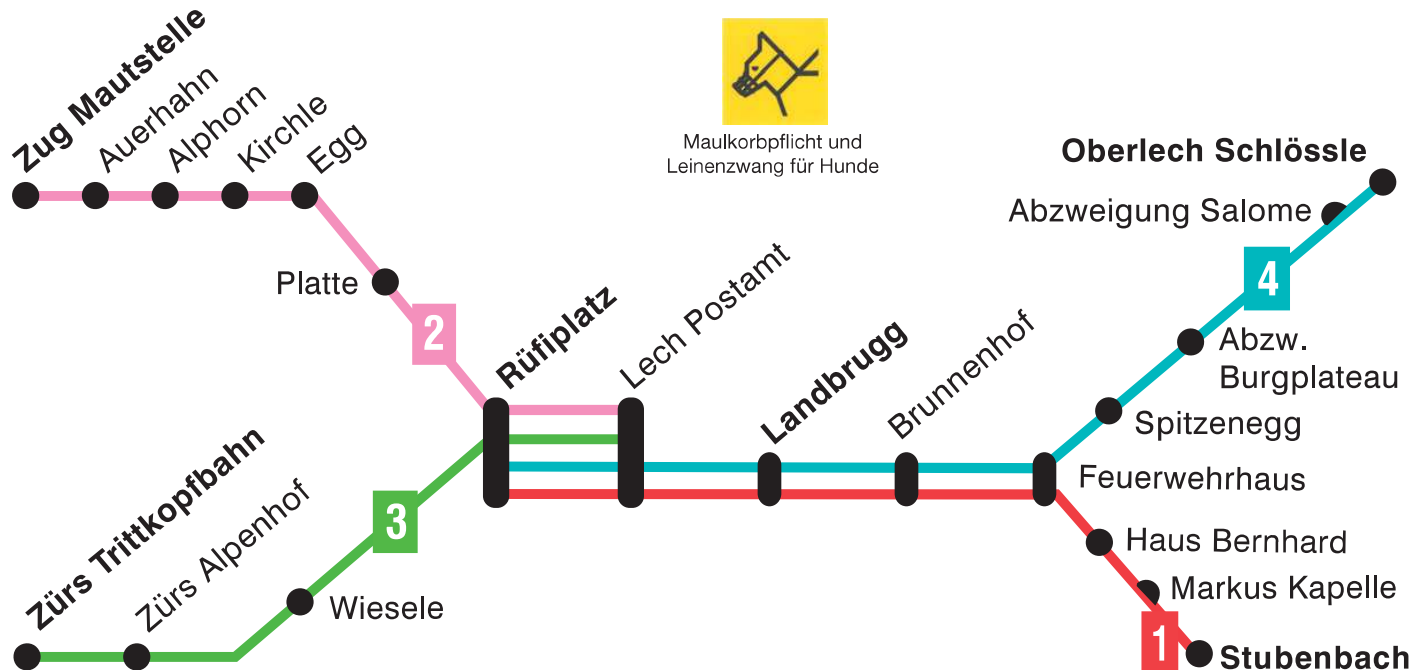 Zug Mautstelle
Auerhahn
Alphorn
Kirchle
Egg
Platte
2
Maulkorbpflicht und
Leinenzwang für Hunde
Oberlech Schlössle
Abzweigung Salome
4
Abzw.
Burgplateau
Spitzenegg
Feuerwehrhaus
Rüfiplatz
Lech Postamt
Landbrugg
Brunnenhof
Zürs Trittkopfbahn
Zürs Alpenhof
3
Wiesele
Haus Bernhard
Markus Kapelle
1
Stubenbach